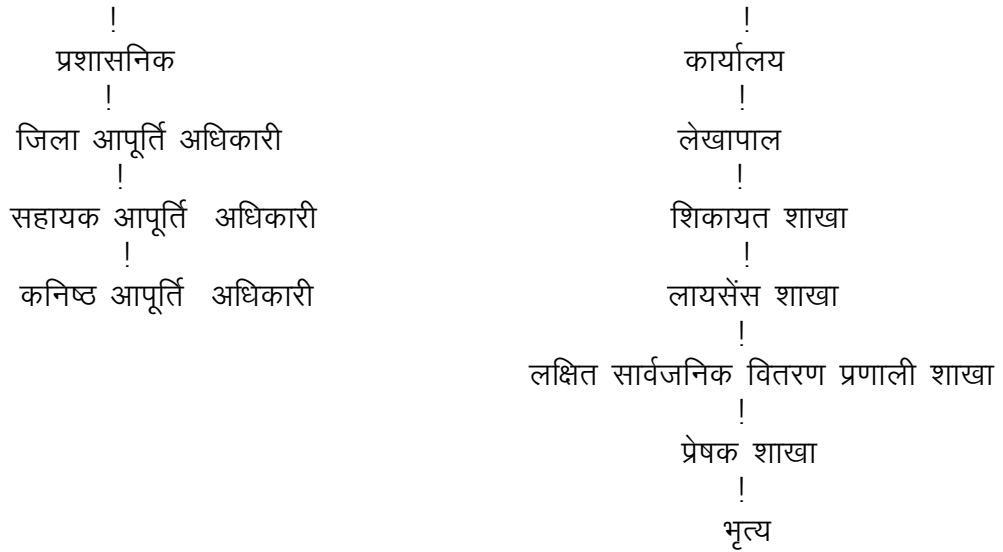 ! !
प्रशासनिक कार्यालय
! !
जिला आपूर्ति अधिकारी लेखापाल
! !
सहायक आपूर्ति अधिकारी शिकायत शाखा
! !
कनिष्ठ आपूर्ति अधिकारी लायसेंस शाखा
!
लक्षित सार्वजनिक वितरण प्रणाली शाखा
!
प्रेषक शाखा
!
भृत्य